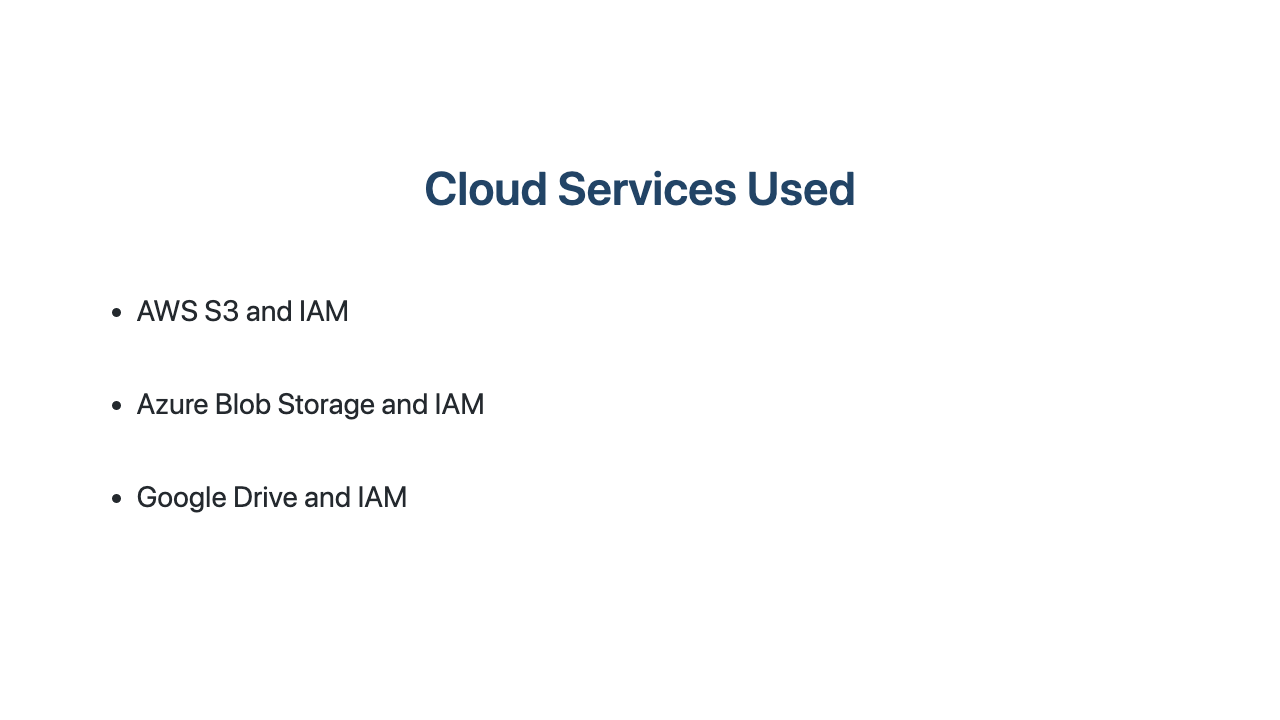 Cloud Services Used
• AWS S3 and IAM
• Azure Blob Storage and IAM
• Google Drive and IAM